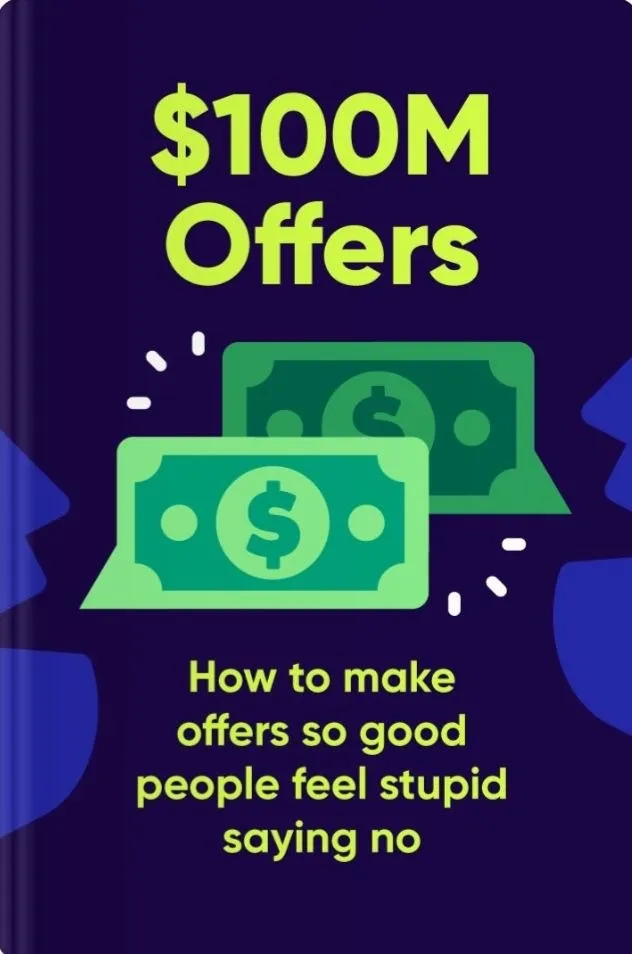 $100M
Offers
$
$
How to make
offers so good
people feel stupid
saying no